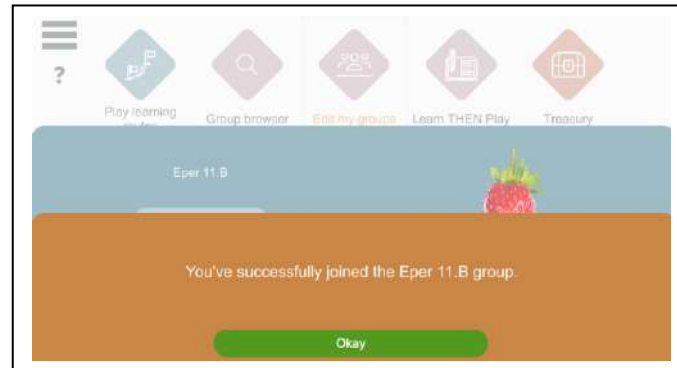 ?
Play learning
routes
Group browser
Edit my groups
Learn THEN Play
Treasury
Eper 11.B
You've successfully joined the Eper 11.B group.
Okay